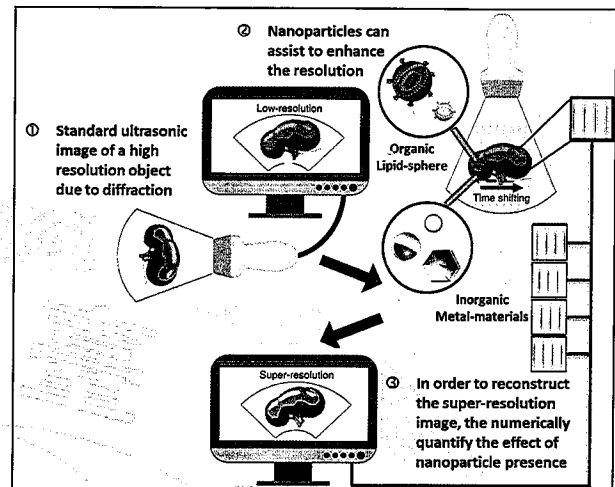 ② Nanoparticles can
assist to enhance
the resolution
Low-resolution
① Standard ultrasonic
image of a high
resolution object
due to diffraction
Organic
Lipid-sphere
Time shifting
Inorganic
Metal-materials
Super-resolution
③ In order to reconstruct
the super-resolution
image, the numerically
quantify the effect of
nanoparticle presence